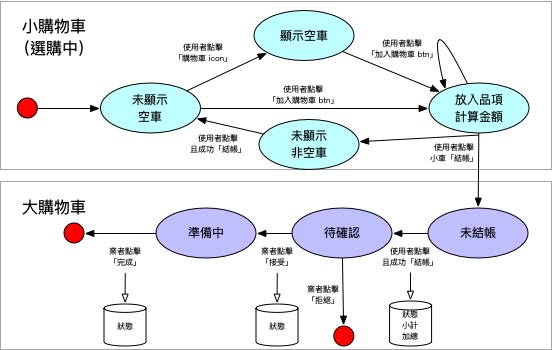 小購物車
(選購中)
使用者點擊
「購物車 icon」
顯示空車
使用者點擊
「加入購物車 btn」
未顯示
空車
使用者點擊
「加入購物車 btn」
放入品項
計算金額
使用者點擊
且成功「結帳」
未顯示
非空車
使用者點擊
小車「結帳」
大購物車
準備中
待確認
未結帳
業者點擊
「完成」
業者點擊
「接受」
業者點擊
「拒絕」
使用者點擊
且成功「結帳」
狀態
狀態
狀態
小計
加總